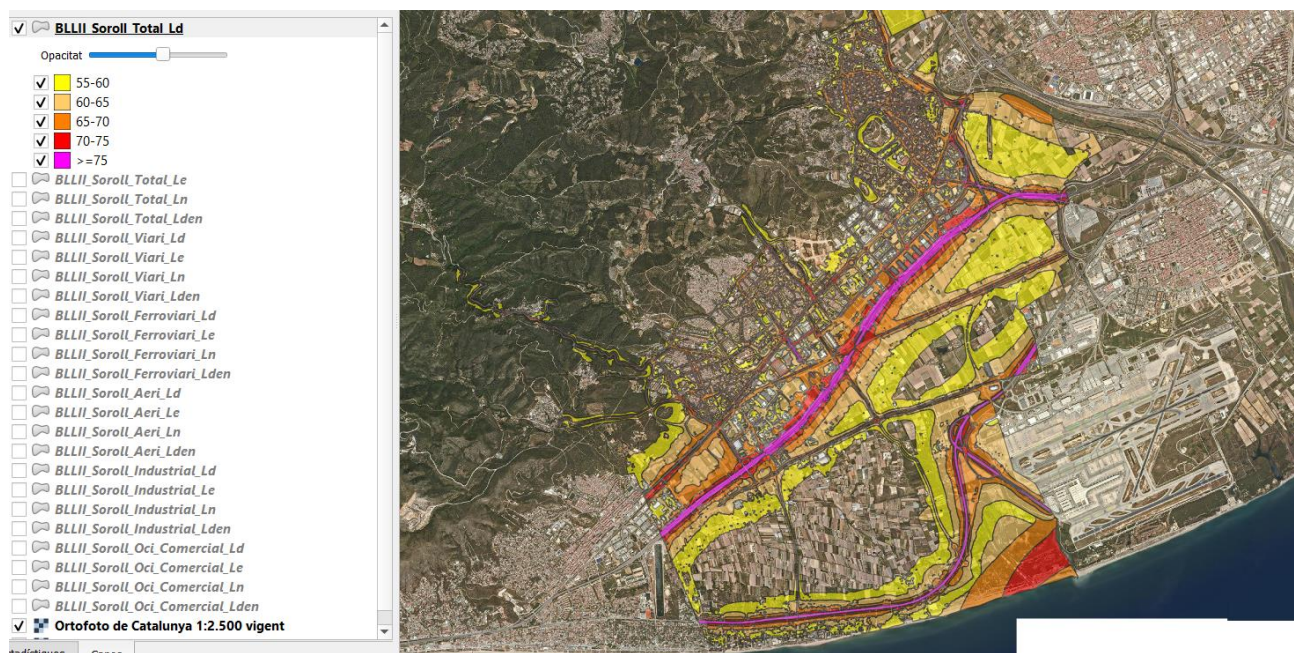 BLLII_Soroll_Total_Ld
Opacitat
55-60
60-65
65-70
70-75
>=75
BLLII_Soroll_Total_Le
BLLII_Soroll_Total_Ln
BLLII_Soroll_Total_Lden
BLLII_Soroll_Viari_Ld
BLLII_Soroll_Viari_Le
BLLII_Soroll_Viari_Ln
BLLII_Soroll_Viari_Lden
BLLII_Soroll_Ferroviari_Ld
BLLII_Soroll_Ferroviari_Le
BLLII_Soroll_Ferroviari_Ln
BLLII_Soroll_Ferroviari_Lden
BLLII_Soroll_Aeri_Ld
BLLII_Soroll_Aeri_Le
BLLII_Soroll_Aeri_Ln
BLLII_Soroll_Aeri_Lden
BLLII_Soroll_Industrial_Ld
BLLII_Soroll_Industrial_Le
BLLII_Soroll_Industrial_Ln
BLLII_Soroll_Industrial_Lden
BLLII_Soroll_Oci_Comercial_Ld
BLLII_Soroll_Oci_Comercial_Le
BLLII_Soroll_Oci_Comercial_Ln
BLLII_Soroll_Oci_Comercial_Lden
Ortofoto de Catalunya 1:2.500 vigent